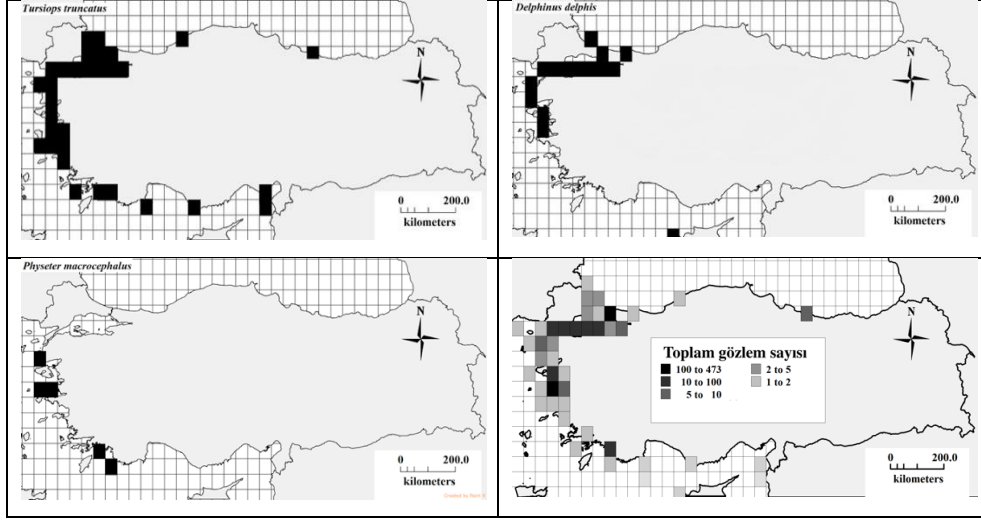 Tursiops truncatus
N
0 200.0
kilometers
Delphinus delphis
N
0 200.0
kilometers
Physeter macrocephalus
N
0 200.0
kilometers
Toplam gözlem sayısı
100 to 473
2 to 5
10 to 100
1 to 2
5 to 10
N
0 200.0
kilometers